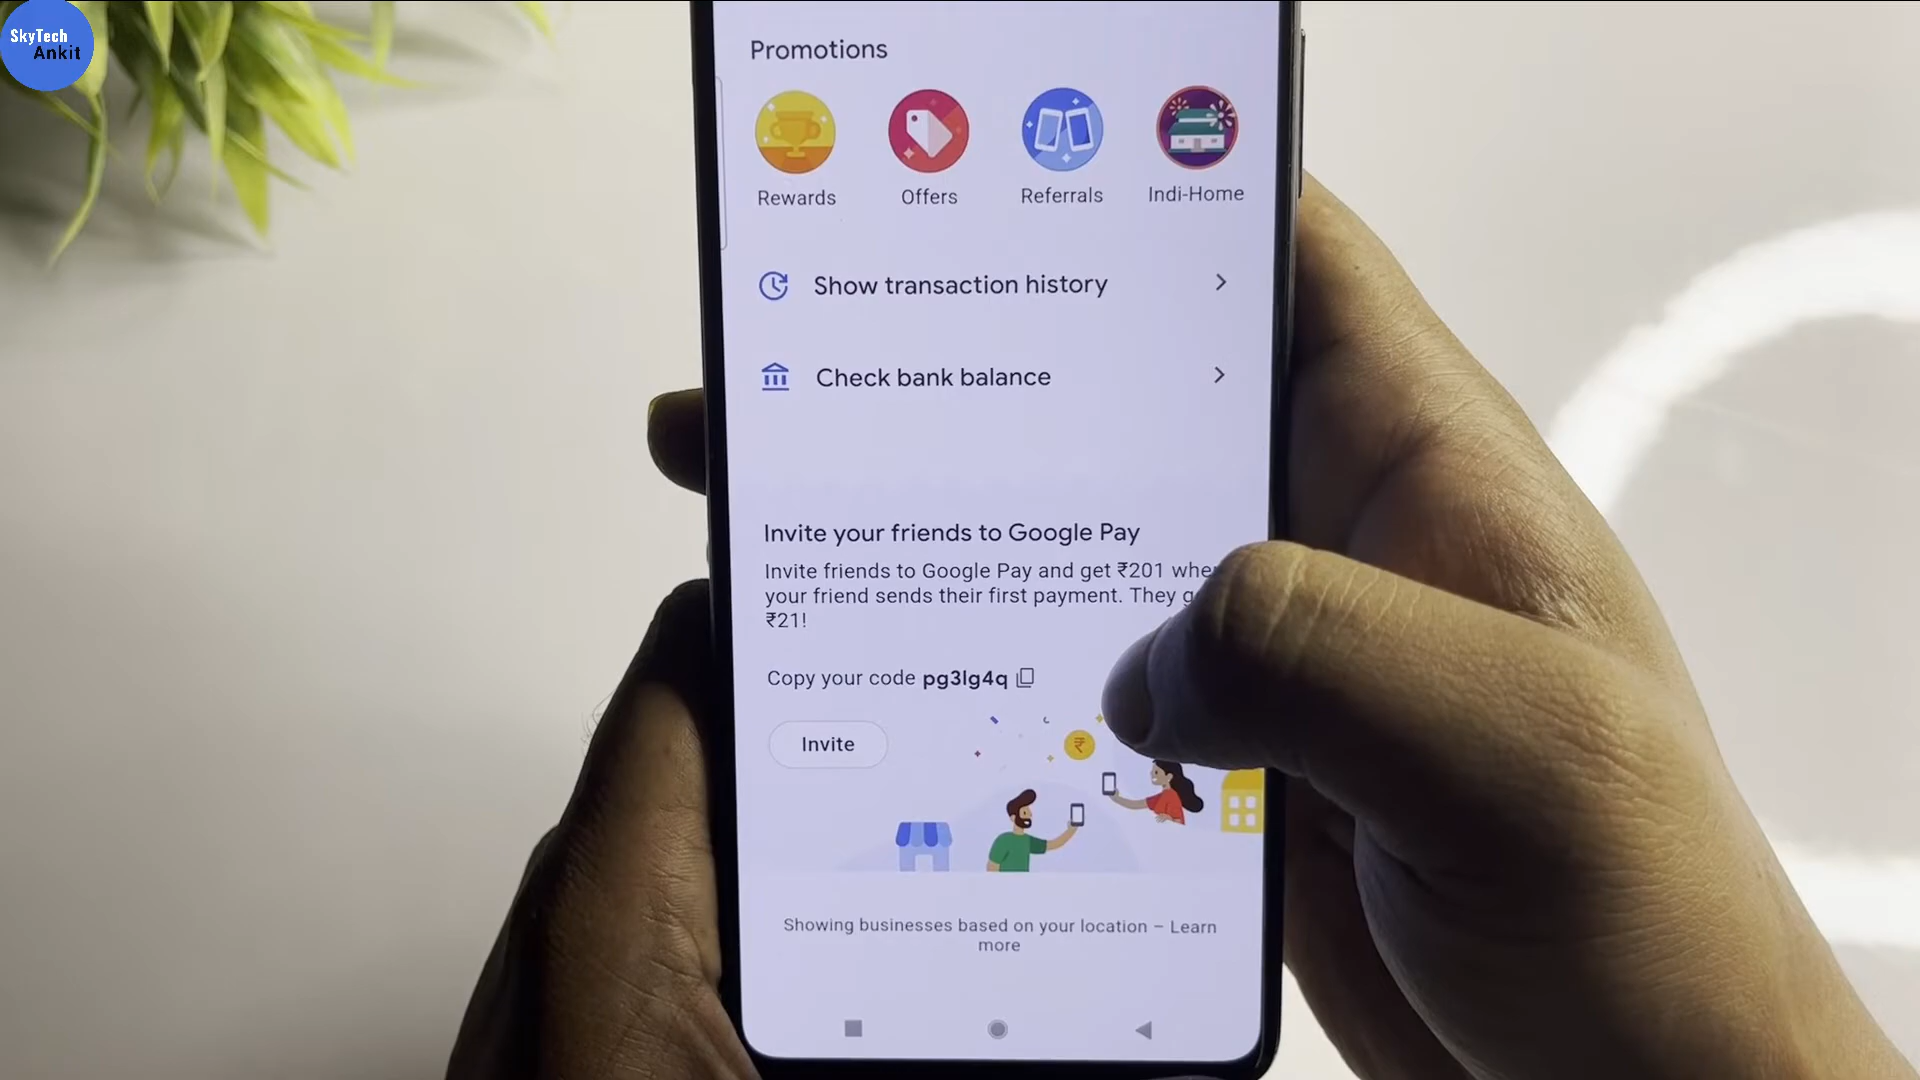 SkyTech
Ankit
Promotions
Rewards
Offers
Referrals
Indi-Home
Show transaction history
Check bank balance
Invite your friends to Google Pay
Invite friends to Google Pay and get ₹201
your friend sends their first payment. They
₹21!
Copy your code pg3lg4q
Invite
₹
Showing businesses based on your location – Learn
more